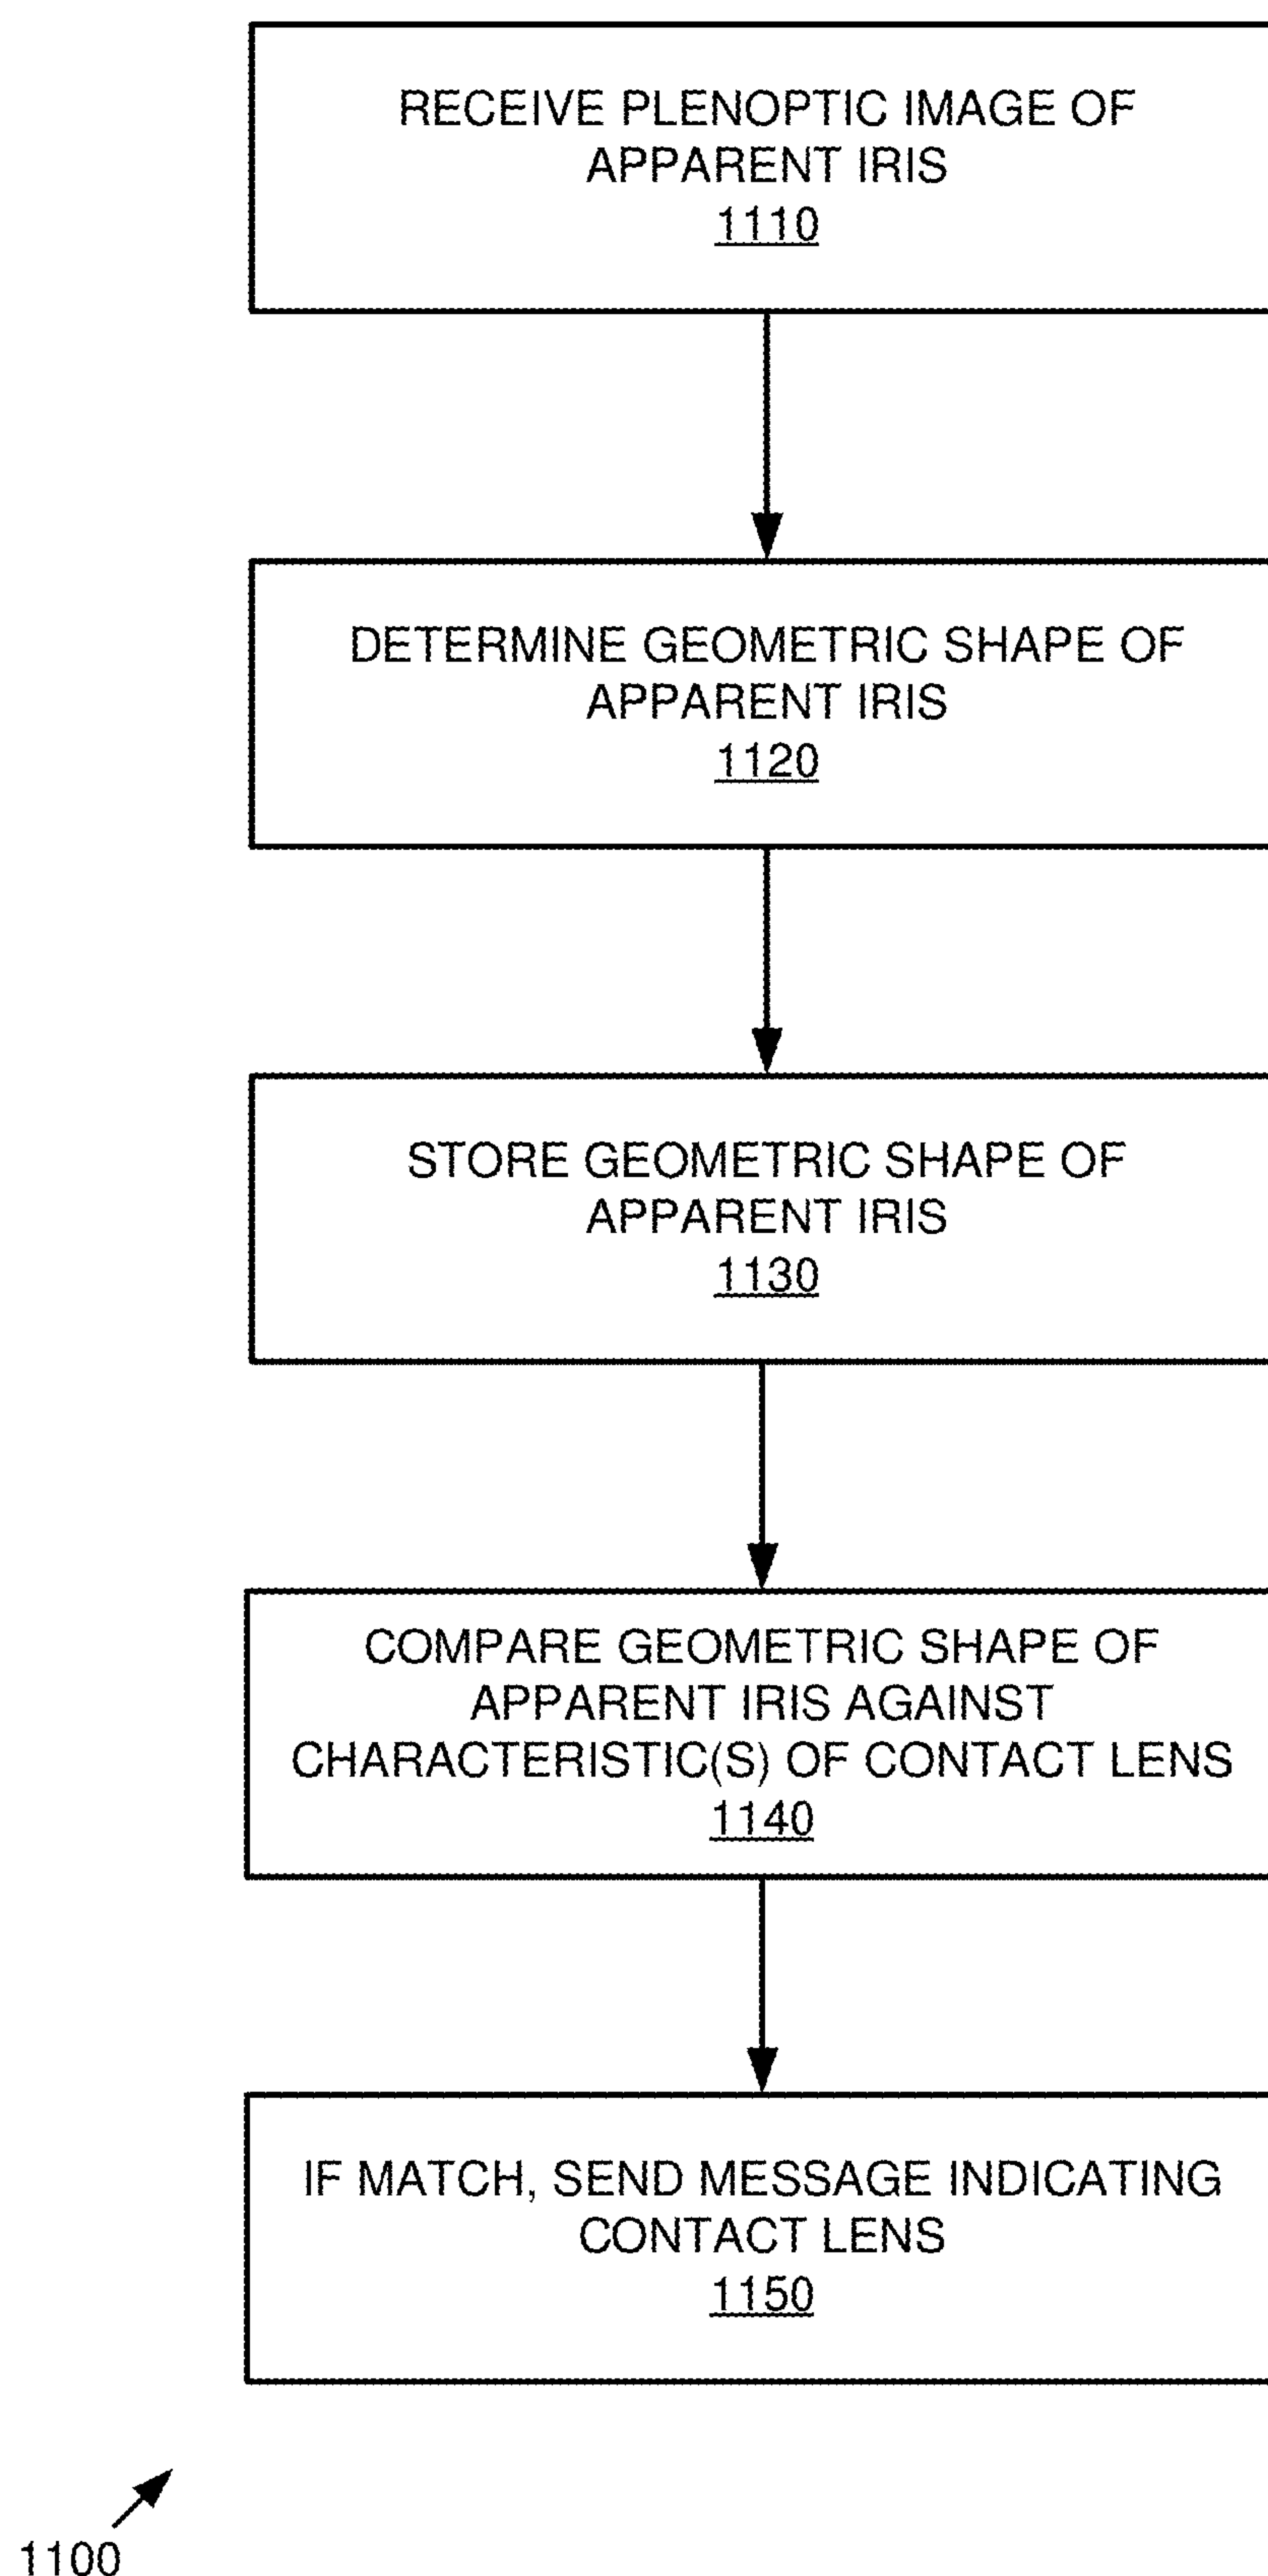 RECEIVE PLENOPTIC IMAGE OF
APPARENT IRIS
1110
DETERMINE GEOMETRIC SHAPE OF
APPARENT IRIS
1120
STORE GEOMETRIC SHAPE OF
APPARENT IRIS
1130
COMPARE GEOMETRIC SHAPE OF
APPARENT IRIS AGAINST
CHARACTERISTIC(S) OF CONTACT LENS
1140
IF MATCH, SEND MESSAGE INDICATING
CONTACT LENS
1150
1100